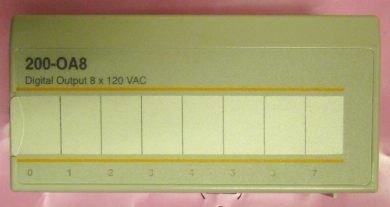 200-OA8
Digital Output 8 x 120 VAC
0 1 2 3 4 5 6 7